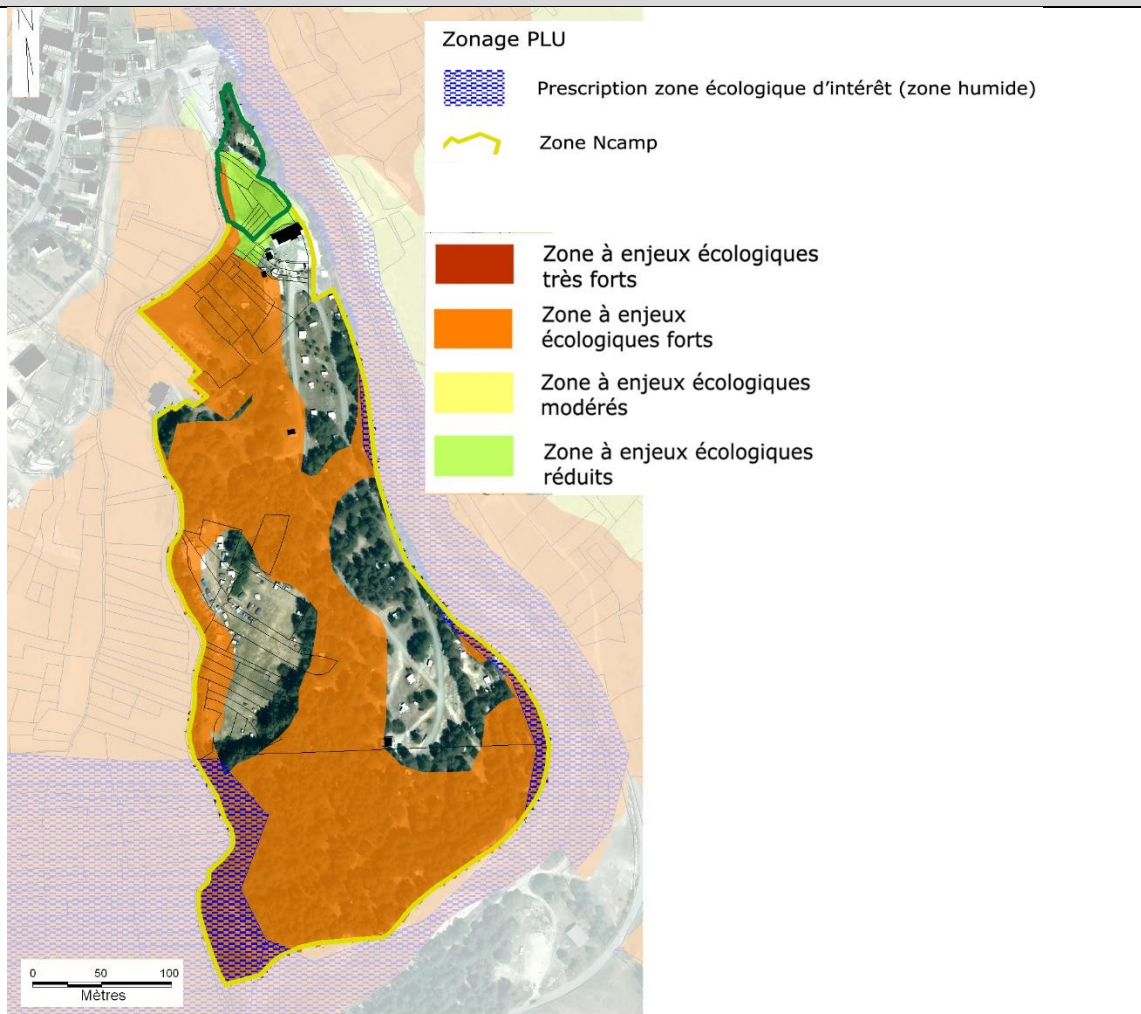 Zonage PLU
Prescription zone écologique d'intérêt (zone humide)
Zone Ncamp
Zone à enjeux écologiques
très forts
Zone à enjeux
écologiques forts
Zone à enjeux écologiques
modérés
Zone à enjeux écologiques
réduits
0 50 100
Mètres